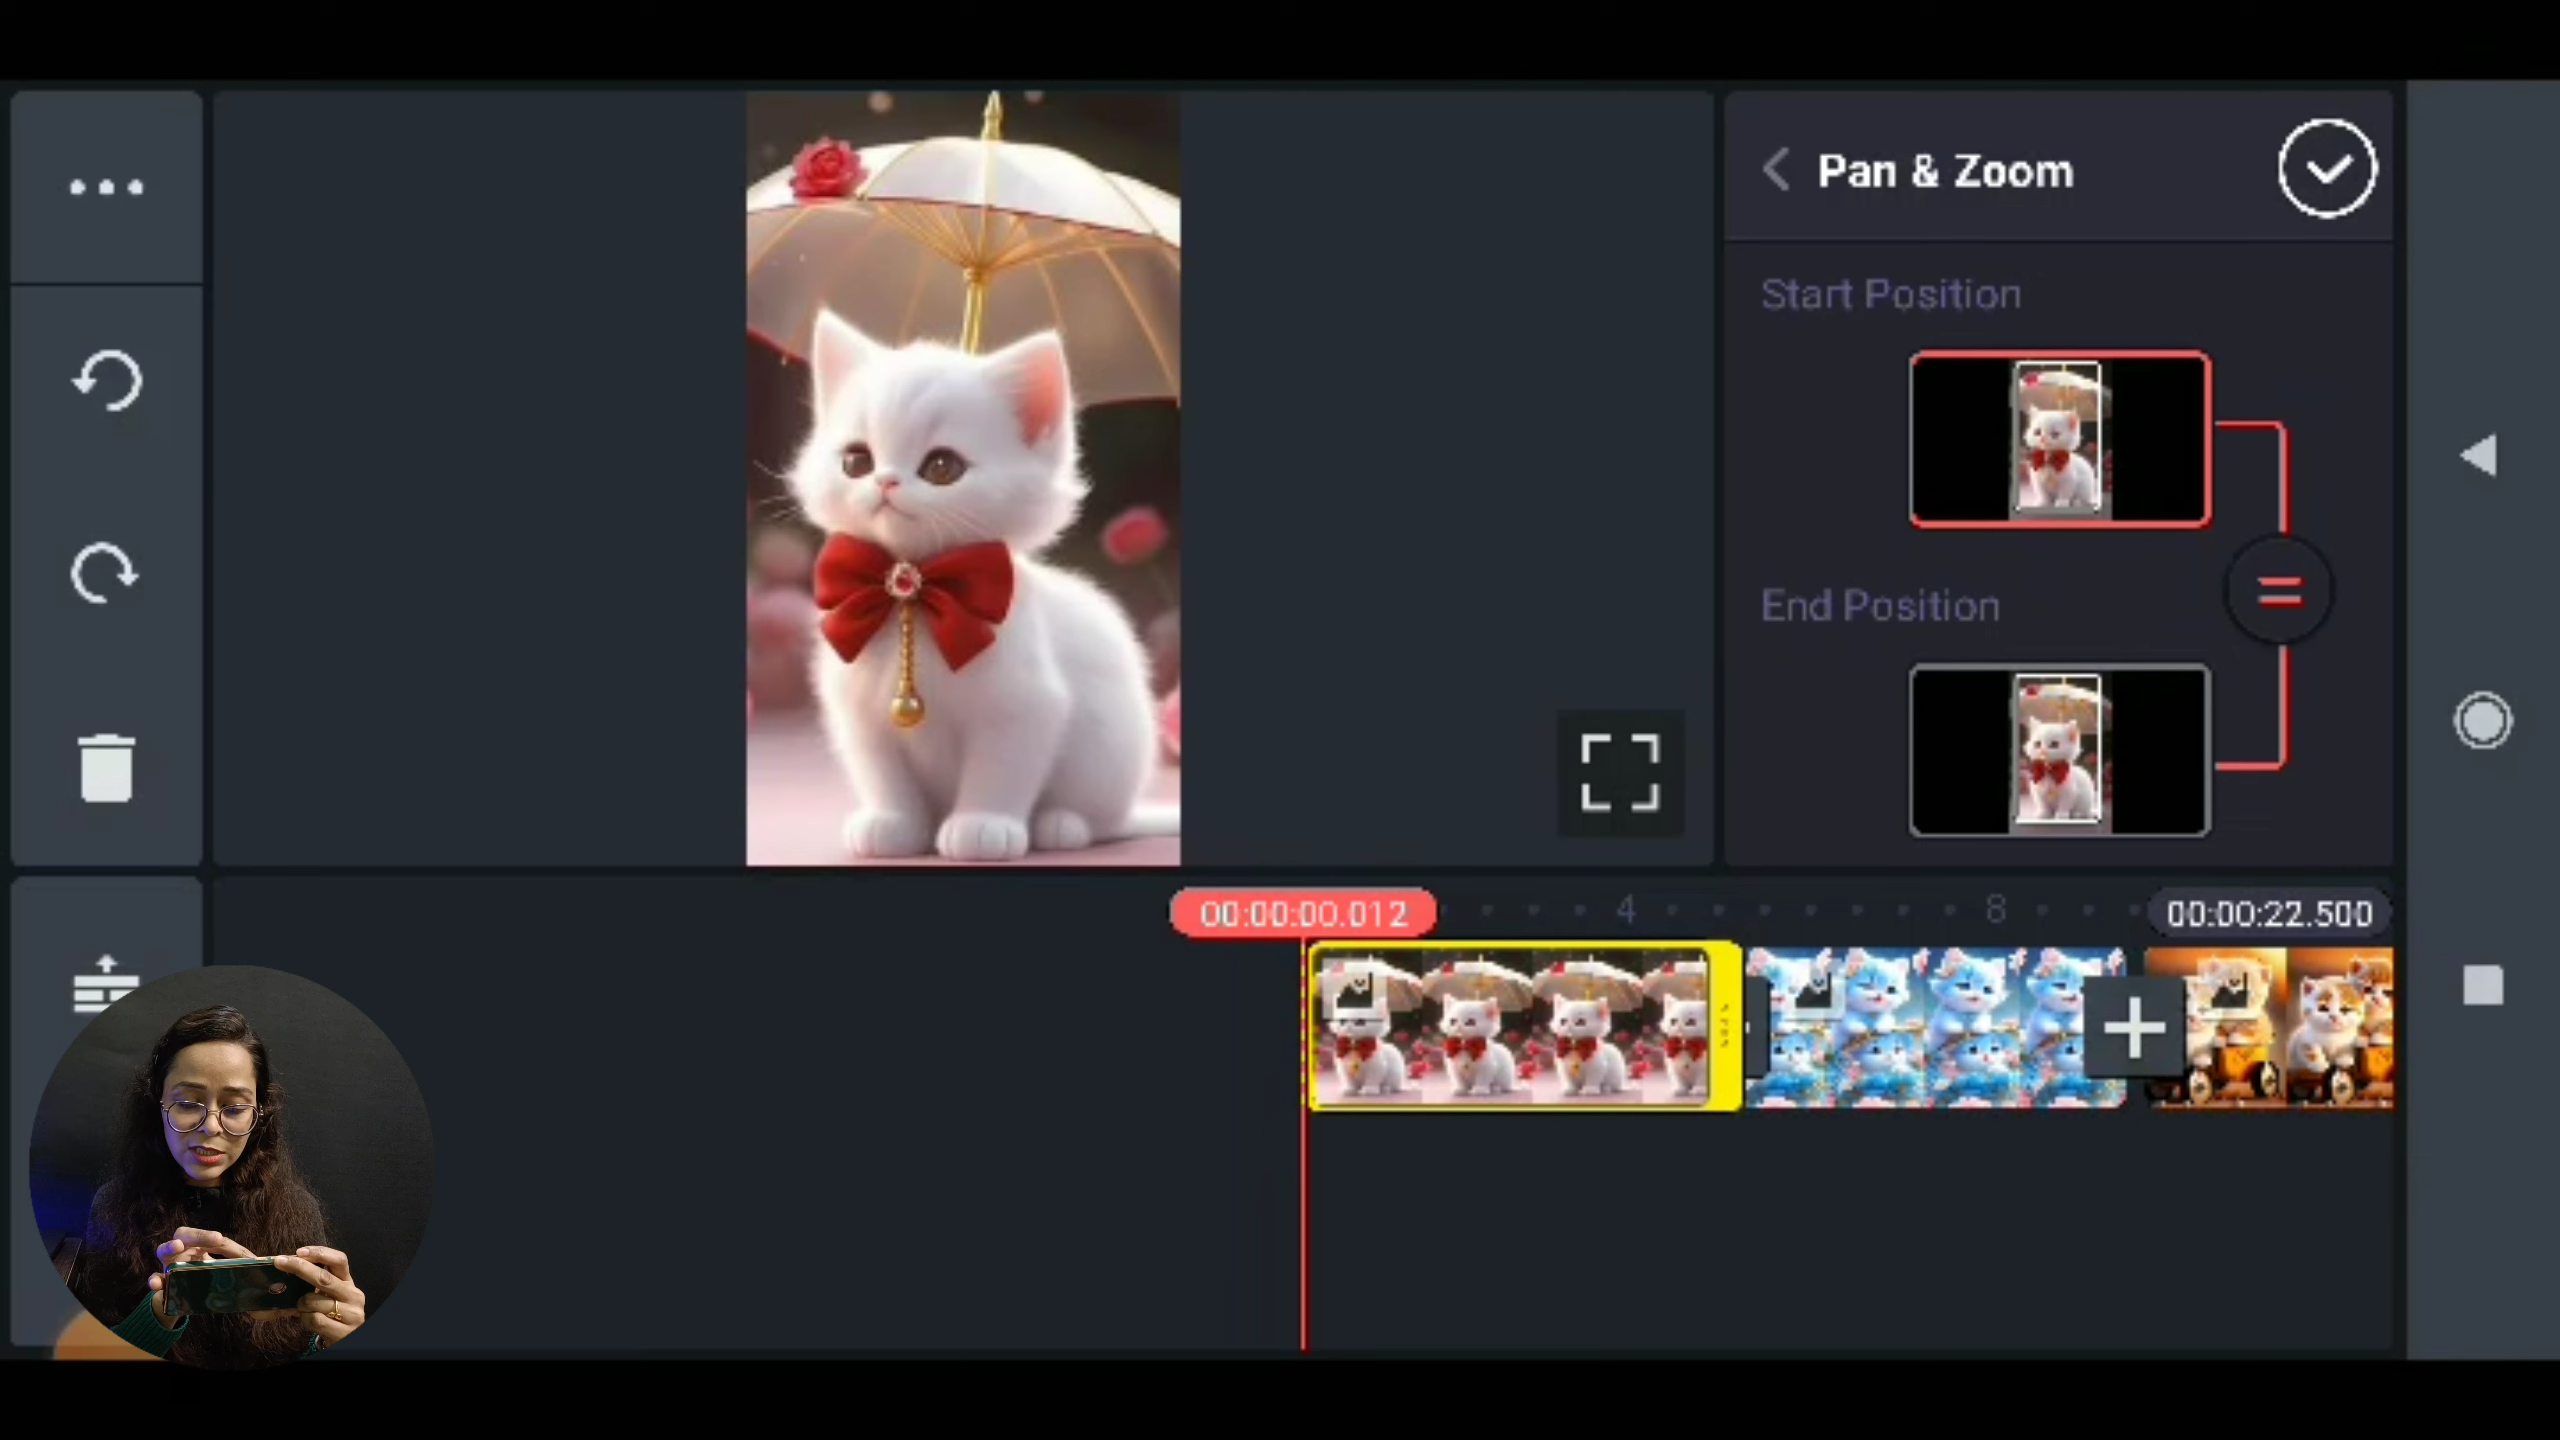 Pan & Zoom
Start Position
End Position
00:00:00.012
4
8
00:00:22.500